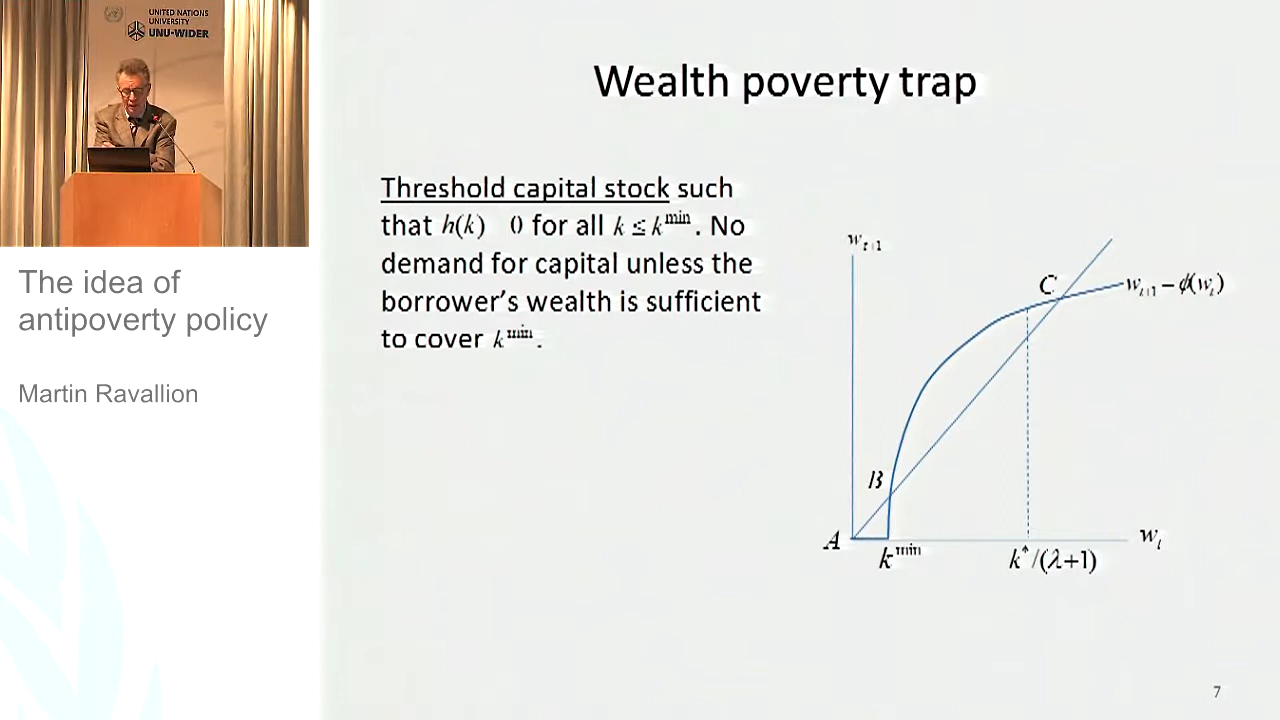 UNITED NATIONS
UNIVERSITY
UNU-WIDER
The idea of
antipoverty policy
Martin Ravallion
Wealth poverty trap
Threshold capital stock such
that h(k) 0 for all k ≤ k^min. No
demand for capital unless the
borrower's wealth is sufficient
to cover k^min.
w_t+1
C
w_t+1 – ϕ(w_t)
B
A
k^min
k*/(λ+1)
w_t
7